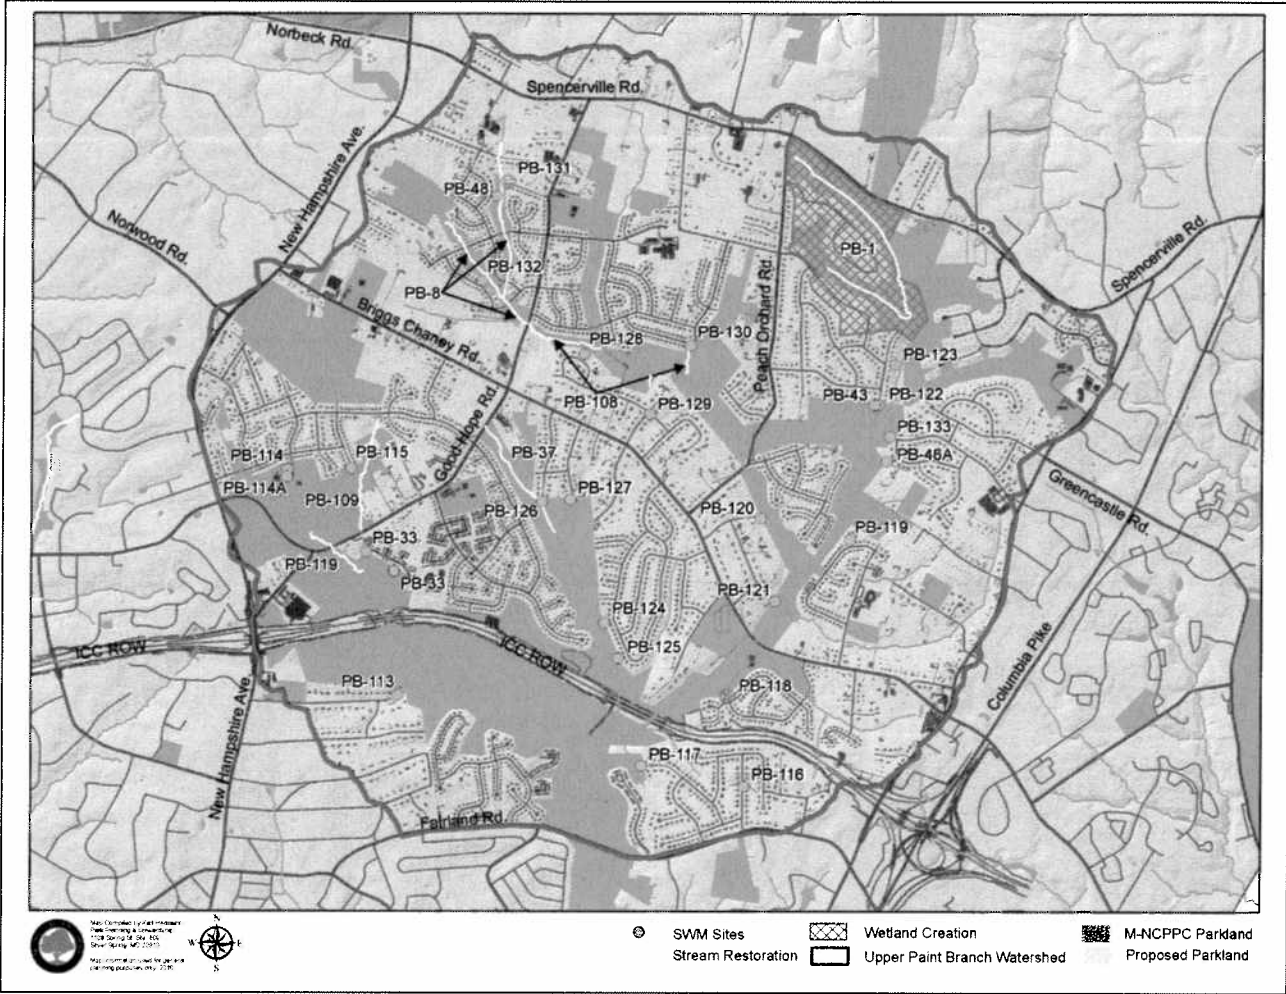 Norbeck Rd.
Spencerville Rd.
New Hampshire Ave.
PB-131
PB-48
Norwood Rd.
PB-1
Spencerville Rd.
PB-132
PB-8
Briggs Chaney Rd.
Peach Orchard Rd.
PB-128
PB-130
PB-123
PB-108
PB-129
PB-43
PB-122
Good Hope Rd.
PB-133
PB-114
PB-115
PB-37
PB-46A
PB-114A
PB-109
PB-127
Greencastle Rd.
PB-126
PB-120
PB-119
PB-33
PB-119
PB-33
PB-121
PB-124
ICC ROW
ICC ROW
PB-125
Columbia Pike
PB-113
PB-118
New Hampshire Ave
PB-117
PB-116
Fairland Rd.
N
W
E
S
SWM Sites
Stream Restoration
Wetland Creation
Upper Paint Branch Watershed
M-NCPPC Parkland
Proposed Parkland